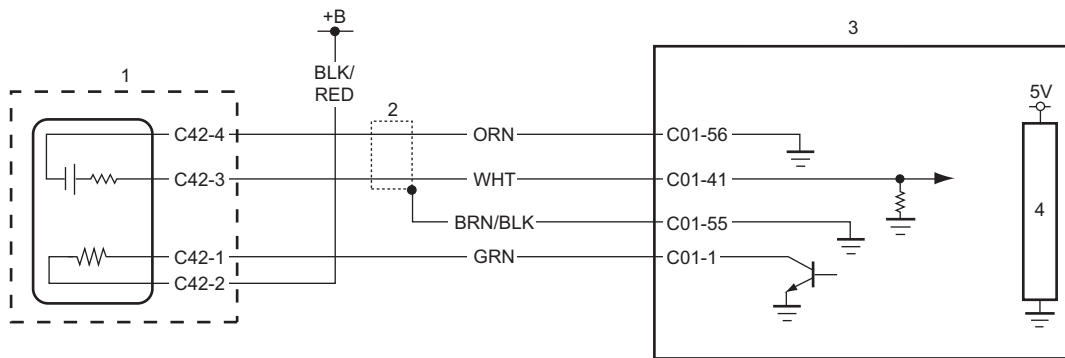 +B
3
1
BLK/
RED
2
5V
C42-4
ORN
C01-56
C42-3
WHT
C01-41
4
BRN/BLK
C01-55
C42-1
GRN
C01-1
C42-2